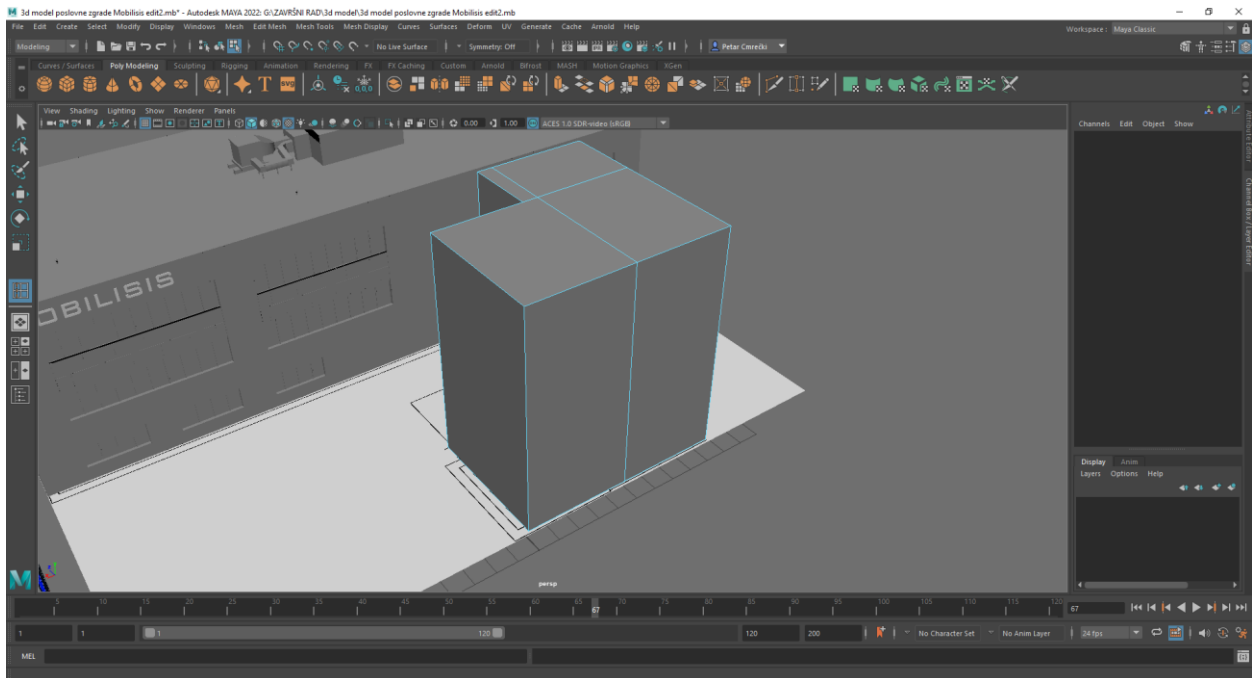 3d model poslovne zgrade Mobilisis edit2.mb* - Autodesk MAYA 2022: G:\ZAVRŠNI RAD\3d model\3d model poslovne zgrade Mobilisis edit2.mb
File Edit Create Select Modify Display Windows Mesh Edit Mesh Mesh Tools Mesh Display Curves Surfaces Deform UV Generate Cache Arnold Help
Workspace: Maya Classic
Modeling No Live Surface Symmetry: Off Petar Cmrečki
Curves / Surfaces Poly Modeling Sculpting Rigging Animation Rendering FX FX Caching Custom Arnold Bifrost MASH Motion Graphics XGen
View Shading Lighting Show Renderer Panels
0.00 1.00 ACES 1.0 SDR-video (sRGB)
Channels Edit Object Show
Attribute Editor
Channel Box / Layer Editor
OBILISIS
Display Anim
Layers Options Help
persp
5 10 15 20 25 30 35 40 45 50 55 60 65 67 70 75 80 85 90 95 100 105 110 115 120 67
1 1 1 120 120 200 No Character Set No Anim Layer 24 fps
MEL